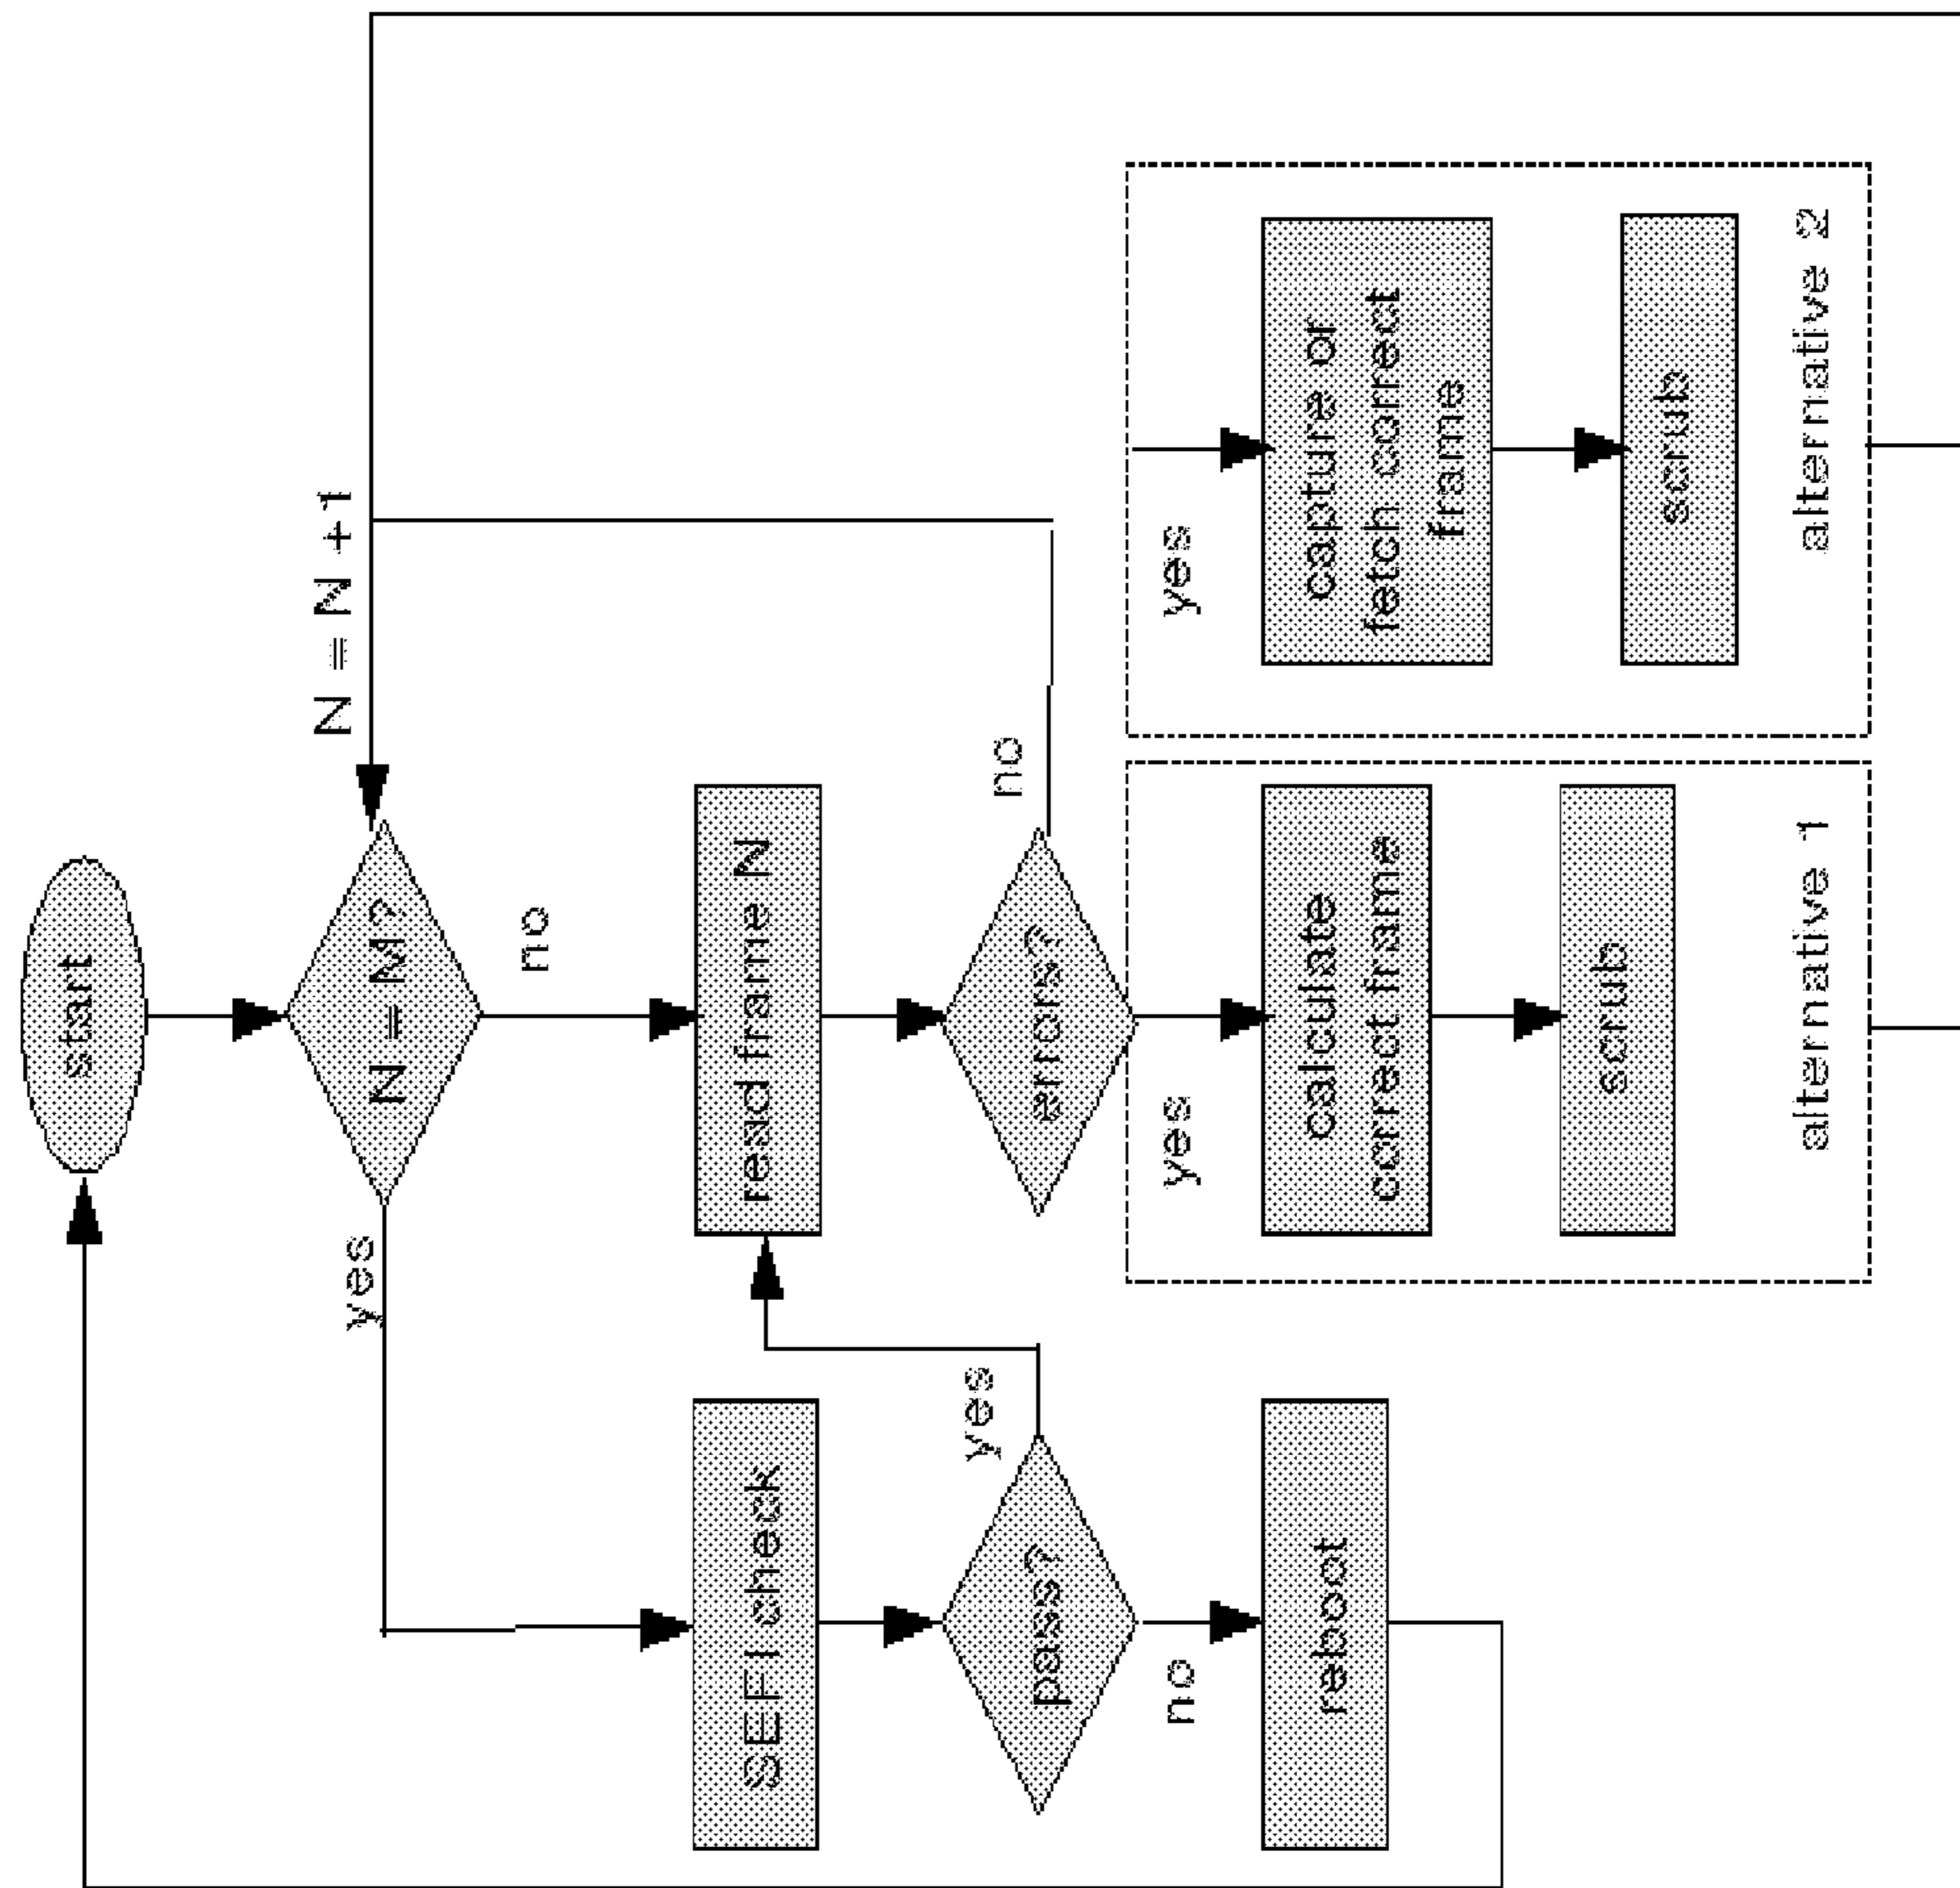 start
N = M?
N = N +1
yes
no
SEFI check
read frame N
pass?
yes
errors?
no
no
reboot
yes
calculate
correct frame
scrub
alternative 1
yes
capture or
fetch correct
frame
scrub
alternative 2